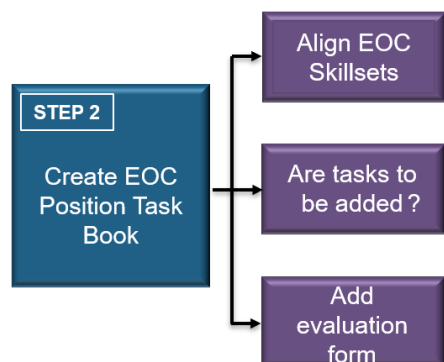 STEP 2
Create EOC
Position Task
Book
Align EOC
Skillsets
Are tasks to
be added ?
Add
evaluation
form